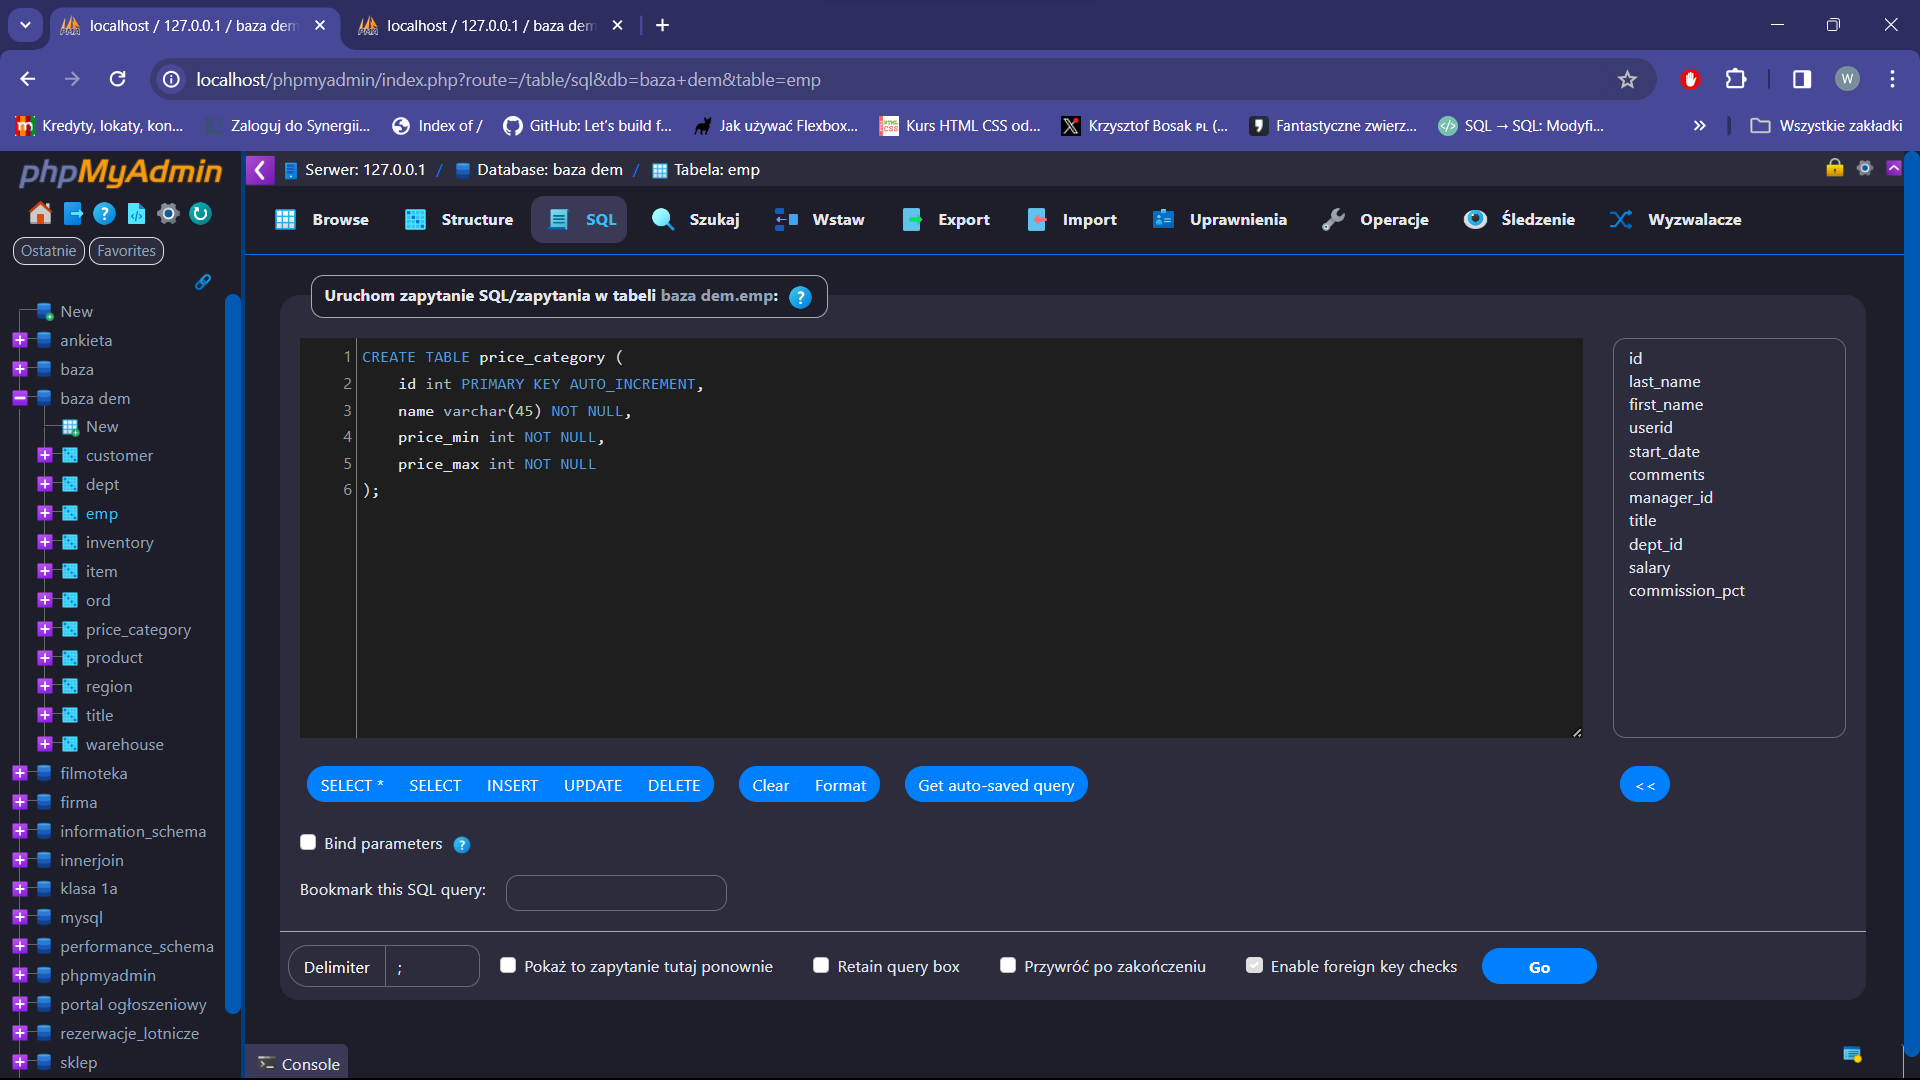 localhost / 127.0.0.1 / baza dem
localhost / 127.0.0.1 / baza dem
localhost/phpmyadmin/index.php?route=/table/sql&db=baza+dem&table=emp
W
Kredyty, lokaty, kon...
Zaloguj do Synergii...
Index of /
GitHub: Let's build f...
Jak używać Flexbox...
Kurs HTML CSS od...
Krzysztof Bosak PL (...
Fantastyczne zwierz...
SQL → SQL: Modyfi...
Wszystkie zakładki
phpMyAdmin
Ostatnie
Favorites
New
ankieta
baza
baza dem
New
customer
dept
emp
inventory
item
ord
price_category
product
region
title
warehouse
filmoteka
firma
information_schema
innerjoin
klasa 1a
mysql
performance_schema
phpmyadmin
portal ogłoszeniowy
rezerwacje_lotnicze
sklep
Serwer: 127.0.0.1 / Database: baza dem / Tabela: emp
Browse
Structure
SQL
Szukaj
Wstaw
Export
Import
Uprawnienia
Operacje
Śledzenie
Wyzwalacze
Uruchom zapytanie SQL/zapytania w tabeli baza dem.emp:
1 CREATE TABLE price_category (
2 id int PRIMARY KEY AUTO_INCREMENT,
3 name varchar(45) NOT NULL,
4 price_min int NOT NULL,
5 price_max int NOT NULL
6 );
id
last_name
first_name
userid
start_date
comments
manager_id
title
dept_id
salary
commission_pct
SELECT * SELECT INSERT UPDATE DELETE
Clear Format
Get auto-saved query
<<
Bind parameters
Bookmark this SQL query:
Delimiter ;
Pokaż to zapytanie tutaj ponownie
Retain query box
Przywróć po zakończeniu
Enable foreign key checks
Go
Console